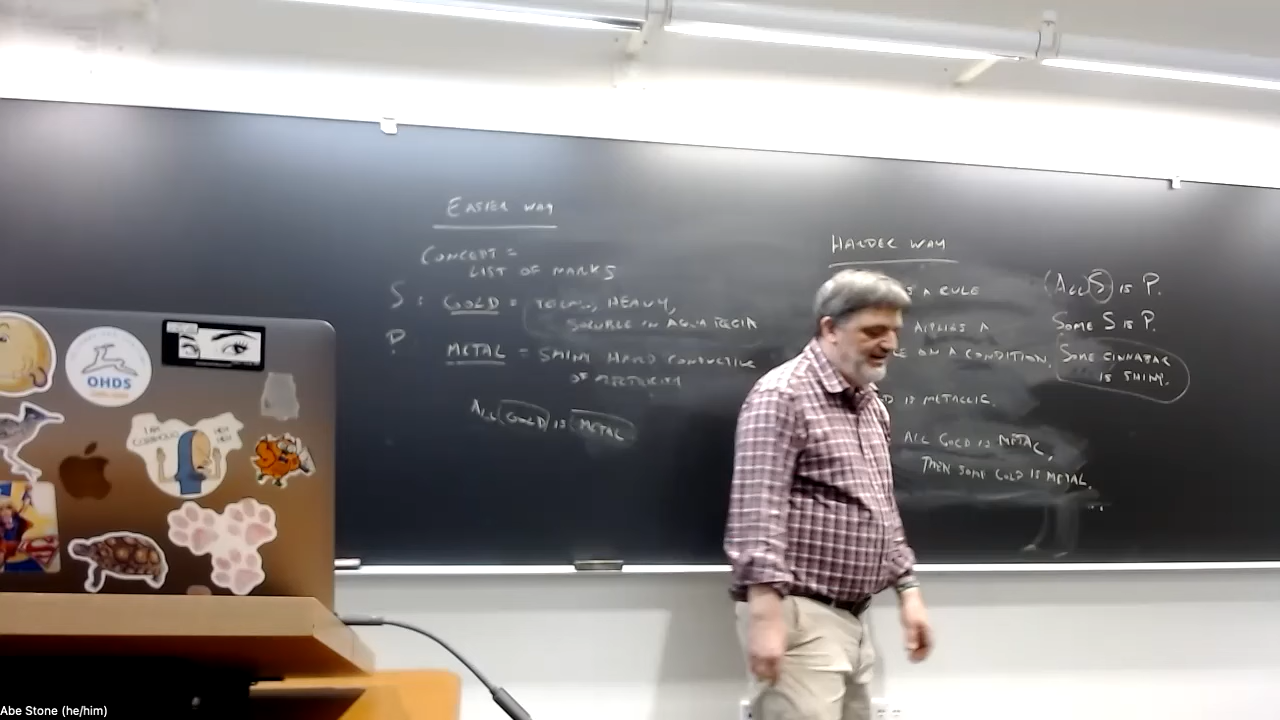 EASIER WAY
CONCEPT =
LIST OF MARKS
S : GOLD = YELLOW, HEAVY,
SOLUBLE IN AQUA REGIA
P METAL = SHINY HARD CONDUCTIVE
OF ELECTRICITY
ALL GOLD IS METAL
HARDER WAY
A RULE
APPLIES A
ON A CONDITION,
IS METALLIC.
ALL GOLD IS METAL,
THEN SOME GOLD IS METAL.
(ALL) S IS P.
SOME S IS P.
SOME CINNABAR
IS SHINY.
OHDS
I AM
Abe Stone (he/him)